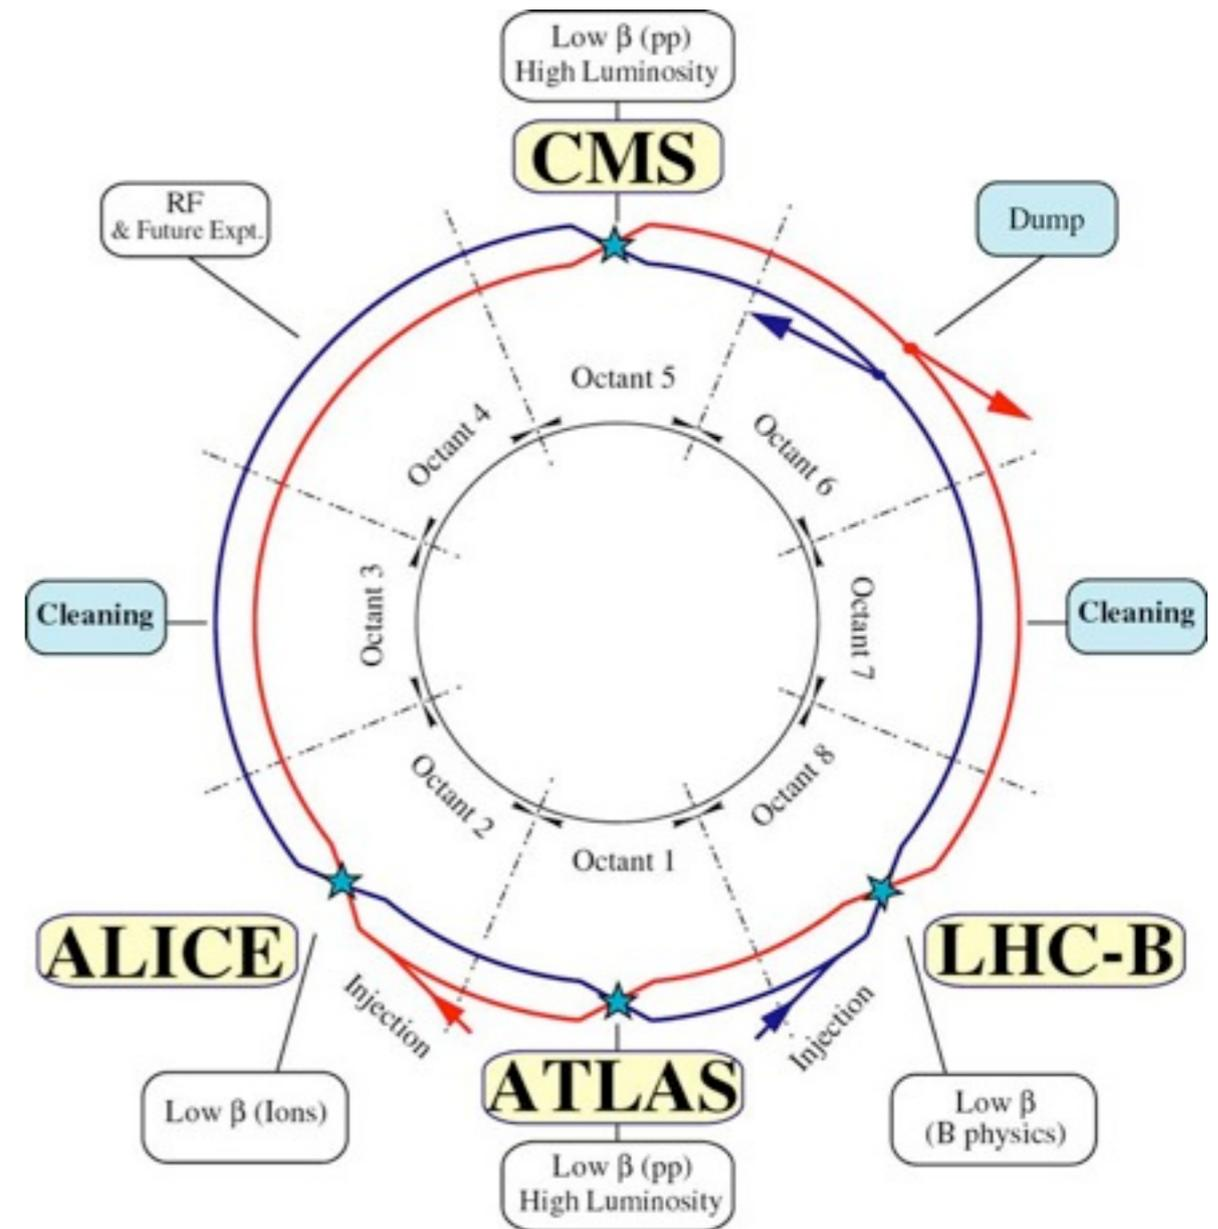 Low β (pp)
High Luminosity
CMS
RF
& Future Expt.
Dump
Octant 5
Octant 4
Octant 6
Octant 3
Octant 7
Cleaning
Cleaning
Octant 2
Octant 8
Octant 1
ALICE
LHC-B
Injection
Injection
ATLAS
Low β (Ions)
Low β
(B physics)
Low β (pp)
High Luminosity